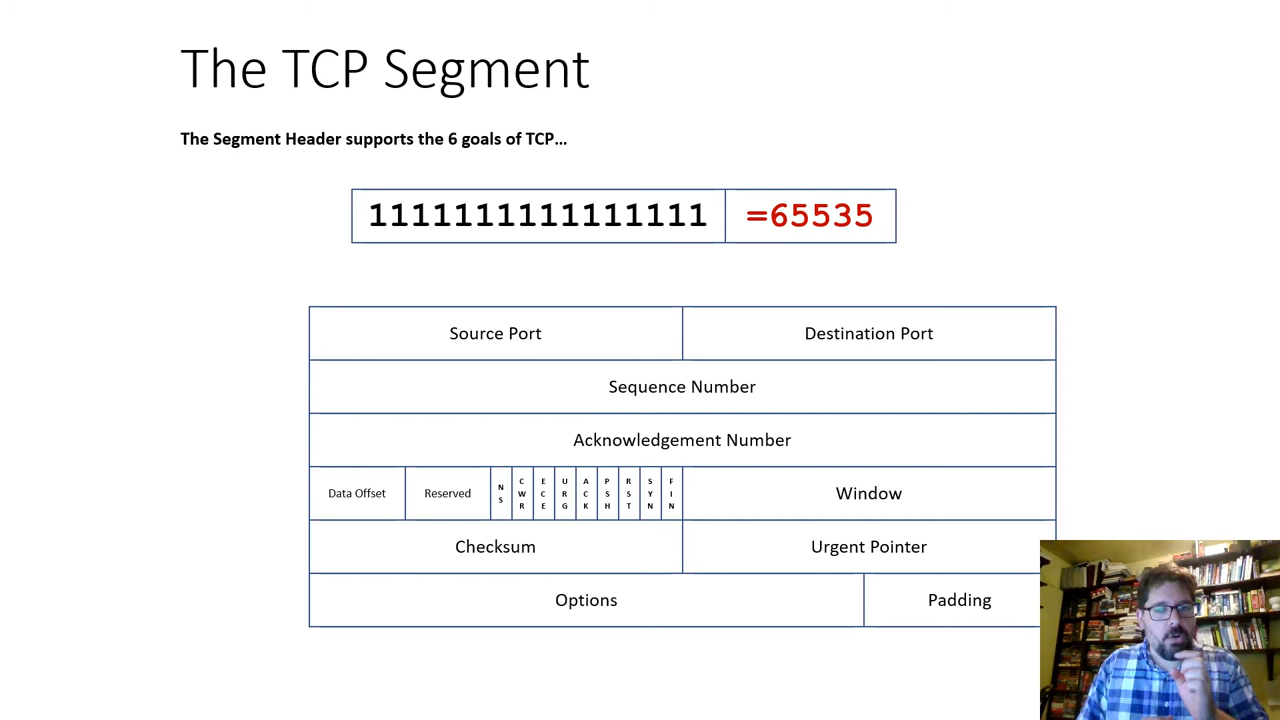 The TCP Segment
The Segment Header supports the 6 goals of TCP...
1111111111111111 =65535
Source Port Destination Port
Sequence Number
Acknowledgement Number
Data Offset Reserved NS CWR ECE URG ACK PSH RST SYN FIN Window
Checksum Urgent Pointer
Options Padding